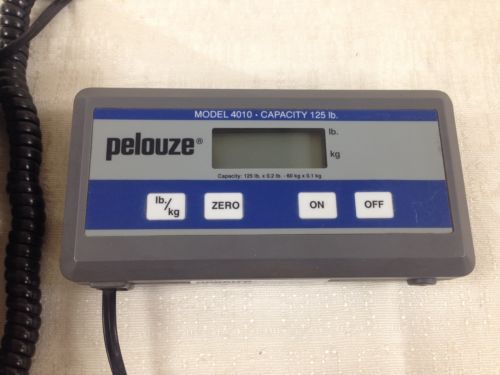 MODEL 4010 • CAPACITY 125 lb.
pelouze®
lb.
kg
Capacity: 125 lb. x 0.2 lb. - 60 kg x 0.1 kg
lb./
kg
ZERO
ON
OFF